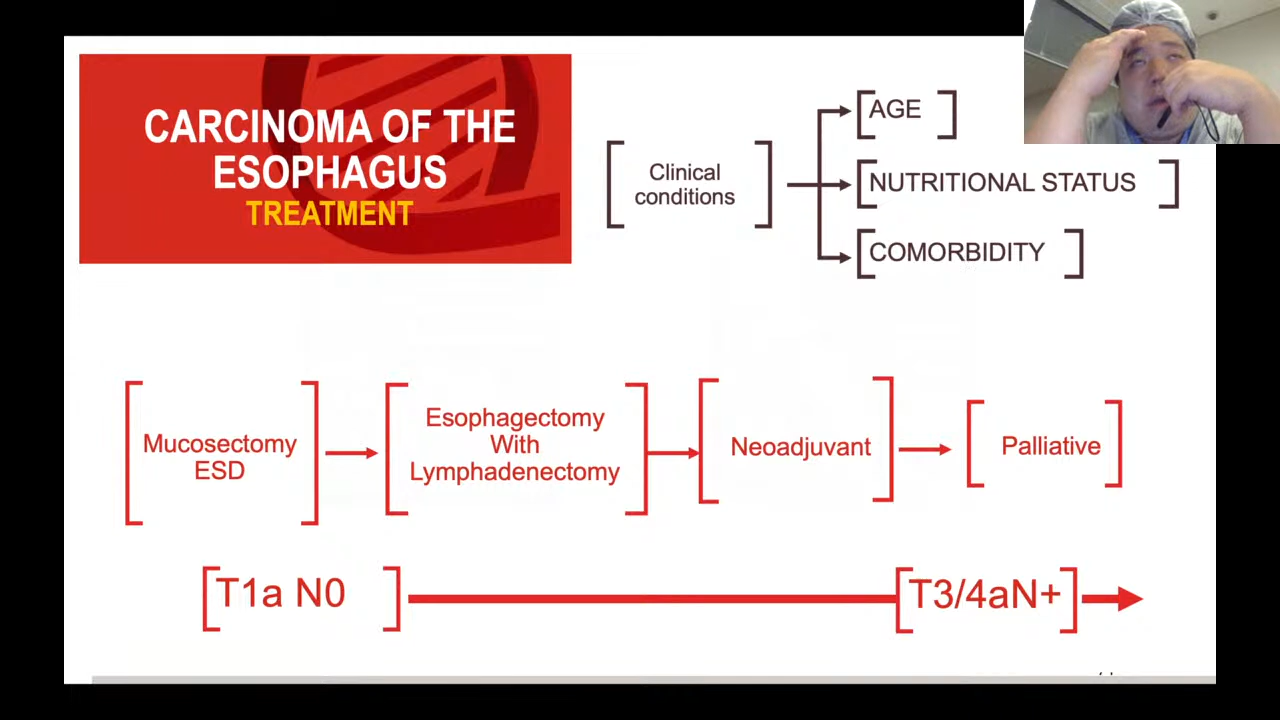 CARCINOMA OF THE
ESOPHAGUS
TREATMENT
Clinical
conditions
AGE
NUTRITIONAL STATUS
COMORBIDITY
Mucosectomy
ESD
Esophagectomy
With
Lymphadenectomy
Neoadjuvant
Palliative
T1a N0
T3/4aN+